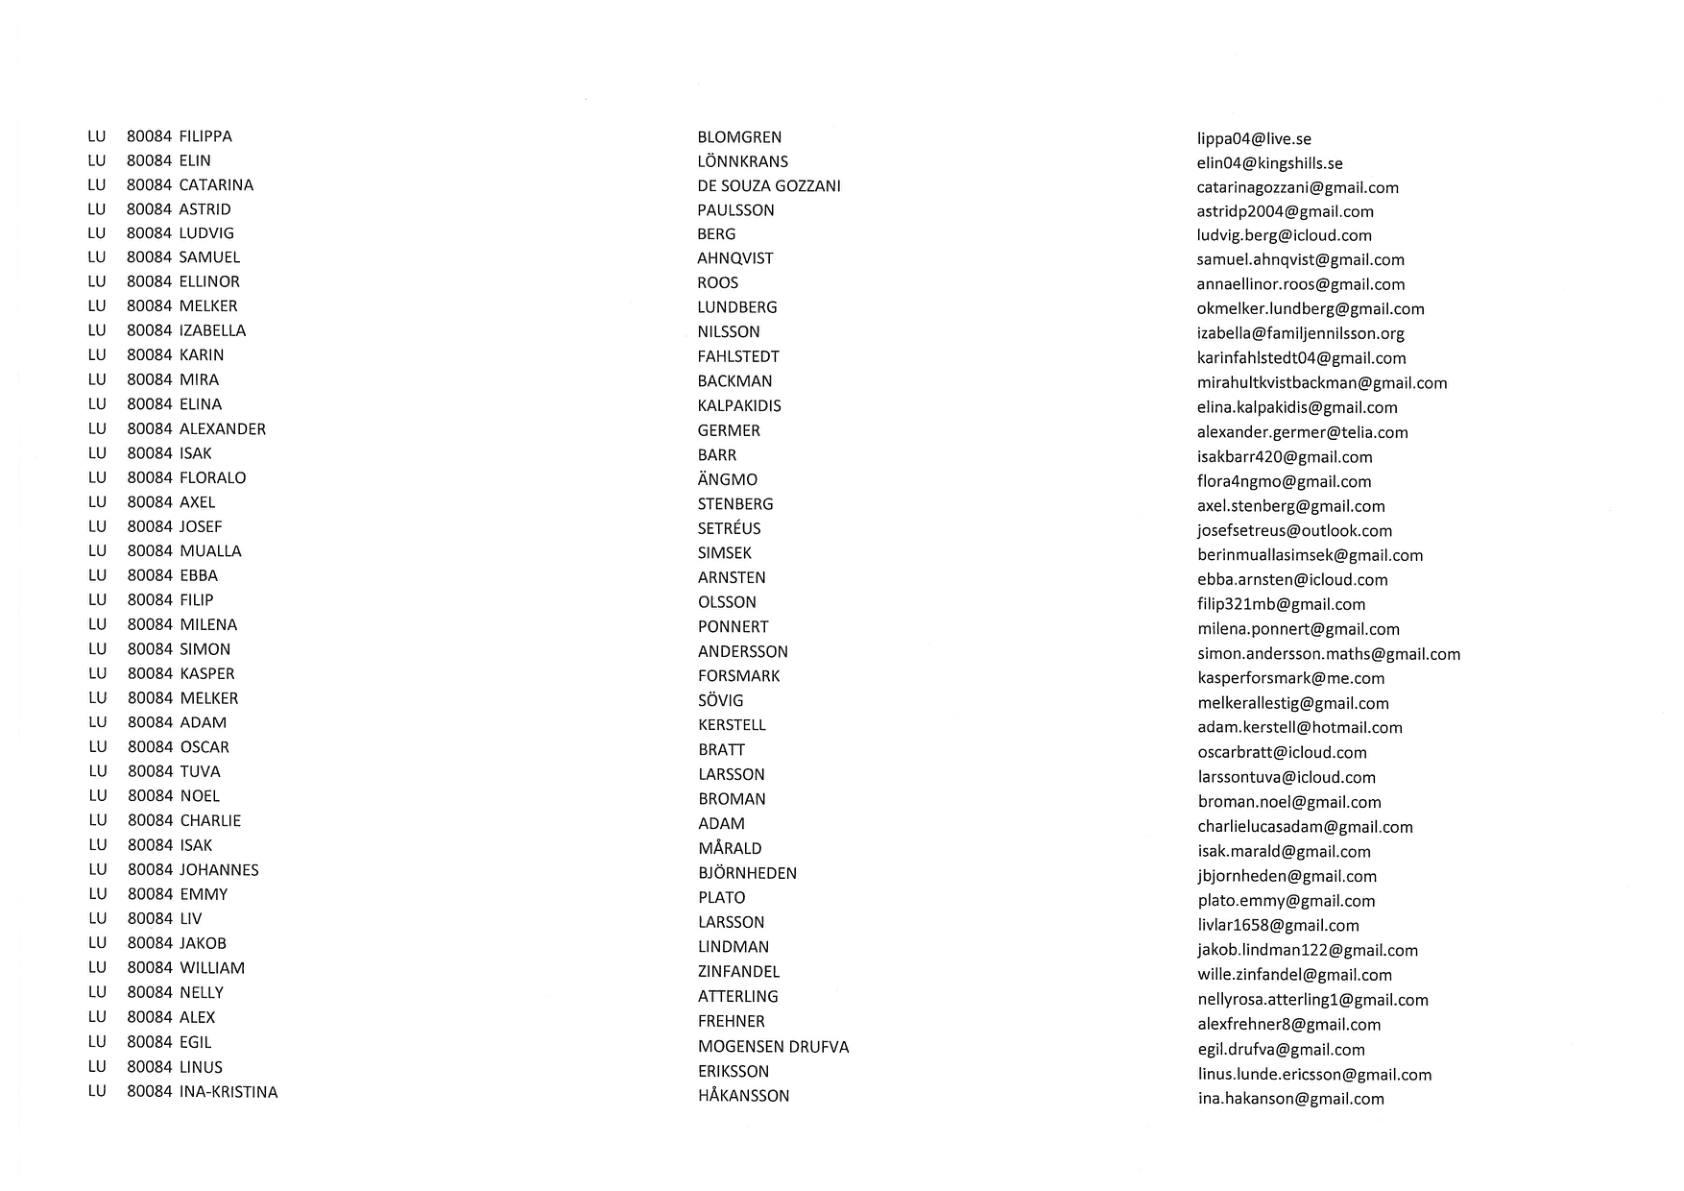 LU 80084 FILIPPA BLOMGREN lippa04@live.se
LU 80084 ELIN LÖNNKRANS elin04@kingshills.se
LU 80084 CATARINA DE SOUZA GOZZANI catarinagozzani@gmail.com
LU 80084 ASTRID PAULSSON astridp2004@gmail.com
LU 80084 LUDVIG BERG ludvig.berg@icloud.com
LU 80084 SAMUEL AHNQVIST samuel.ahnqvist@gmail.com
LU 80084 ELLINOR ROOS annaellinor.roos@gmail.com
LU 80084 MELKER LUNDBERG okmelker.lundberg@gmail.com
LU 80084 IZABELLA NILSSON izabella@familjennilsson.org
LU 80084 KARIN FAHLSTEDT karinfahlstedt04@gmail.com
LU 80084 MIRA BACKMAN mirahultkvistbackman@gmail.com
LU 80084 ELINA KALPAKIDIS elina.kalpakidis@gmail.com
LU 80084 ALEXANDER GERMER alexander.germer@telia.com
LU 80084 ISAK BARR isakbarr420@gmail.com
LU 80084 FLORALO ÄNGMO flora4ngmo@gmail.com
LU 80084 AXEL STENBERG axel.stenberg@gmail.com
LU 80084 JOSEF SETRÉUS josefsetreus@outlook.com
LU 80084 MUALLA SIMSEK berinmuallasimsek@gmail.com
LU 80084 EBBA ARNSTEN ebba.arnsten@icloud.com
LU 80084 FILIP OLSSON filip321mb@gmail.com
LU 80084 MILENA PONNERT milena.ponnert@gmail.com
LU 80084 SIMON ANDERSSON simon.andersson.maths@gmail.com
LU 80084 KASPER FORSMARK kasperforsmark@me.com
LU 80084 MELKER SÖVIG melkerallestig@gmail.com
LU 80084 ADAM KERSTELL adam.kerstell@hotmail.com
LU 80084 OSCAR BRATT oscarbratt@icloud.com
LU 80084 TUVA LARSSON larssontuva@icloud.com
LU 80084 NOEL BROMAN broman.noel@gmail.com
LU 80084 CHARLIE ADAM charlielucasadam@gmail.com
LU 80084 ISAK MÅRALD isak.marald@gmail.com
LU 80084 JOHANNES BJÖRNHEDEN jbjornheden@gmail.com
LU 80084 EMMY PLATO plato.emmy@gmail.com
LU 80084 LIV LARSSON livlar1658@gmail.com
LU 80084 JAKOB LINDMAN jakob.lindman122@gmail.com
LU 80084 WILLIAM ZINFANDEL wille.zinfandel@gmail.com
LU 80084 NELLY ATTERLING nellyrosa.atterling1@gmail.com
LU 80084 ALEX FREHNER alexfrehner8@gmail.com
LU 80084 EGIL MOGENSEN DRUFVA egil.drufva@gmail.com
LU 80084 LINUS ERIKSSON linus.lunde.ericsson@gmail.com
LU 80084 INA-KRISTINA HÅKANSSON ina.hakanson@gmail.com